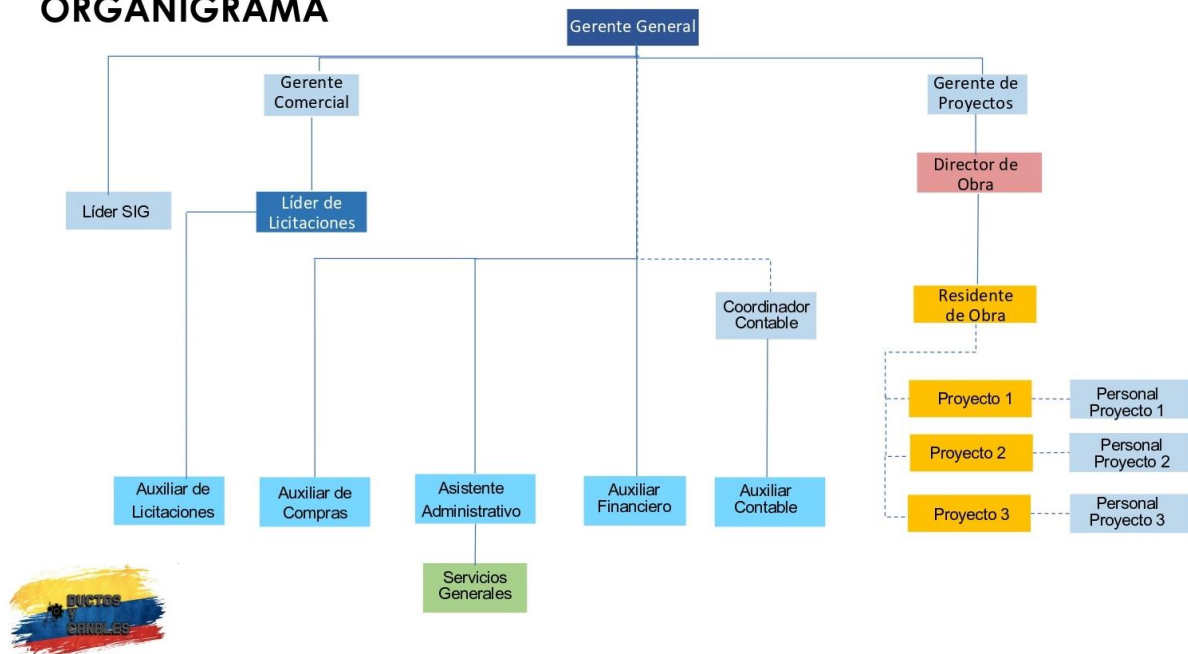 ORGANIGRAMA
Gerente General
Gerente
Comercial
Gerente de
Proyectos
Director de
Obra
Líder SIG
Líder de
Licitaciones
Residente
de Obra
Coordinador
Contable
Proyecto 1
Personal
Proyecto 1
Proyecto 2
Personal
Proyecto 2
Proyecto 3
Personal
Proyecto 3
Auxiliar de
Licitaciones
Auxiliar de
Compras
Asistente
Administrativo
Auxiliar
Financiero
Auxiliar
Contable
Servicios
Generales
DUCTOS
Y
CANALES